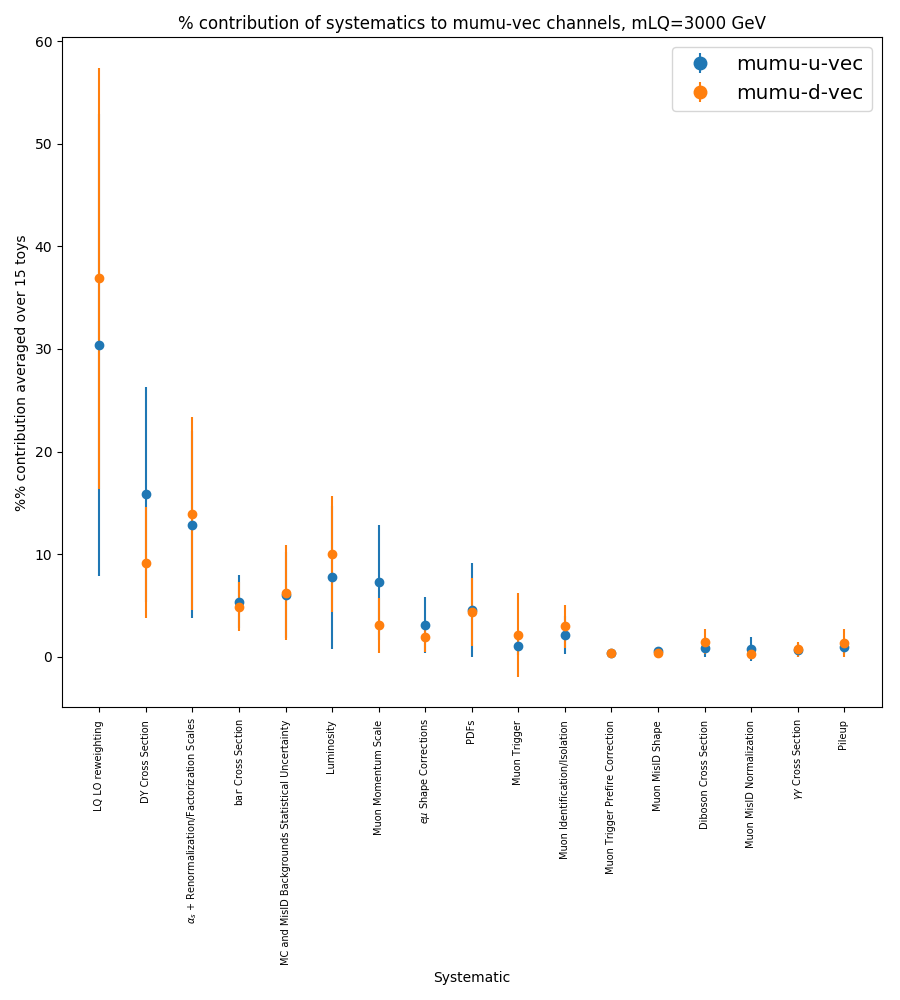 % contribution of systematics to mumu-vec channels, mLQ=3000 GeV
mumu-u-vec
mumu-d-vec
60
50
40
30
20
10
0
%% contribution averaged over 15 toys
LQ LO reweighting
DY Cross Section
αs + Renormalization/Factorization Scales
bar Cross Section
MC and MisID Backgrounds Statistical Uncertainty
Luminosity
Muon Momentum Scale
eμ Shape Corrections
PDFs
Muon Trigger
Muon Identification/Isolation
Muon Trigger Prefire Correction
Muon MisID Shape
Diboson Cross Section
Muon MisID Normalization
γγ Cross Section
Pileup
Systematic